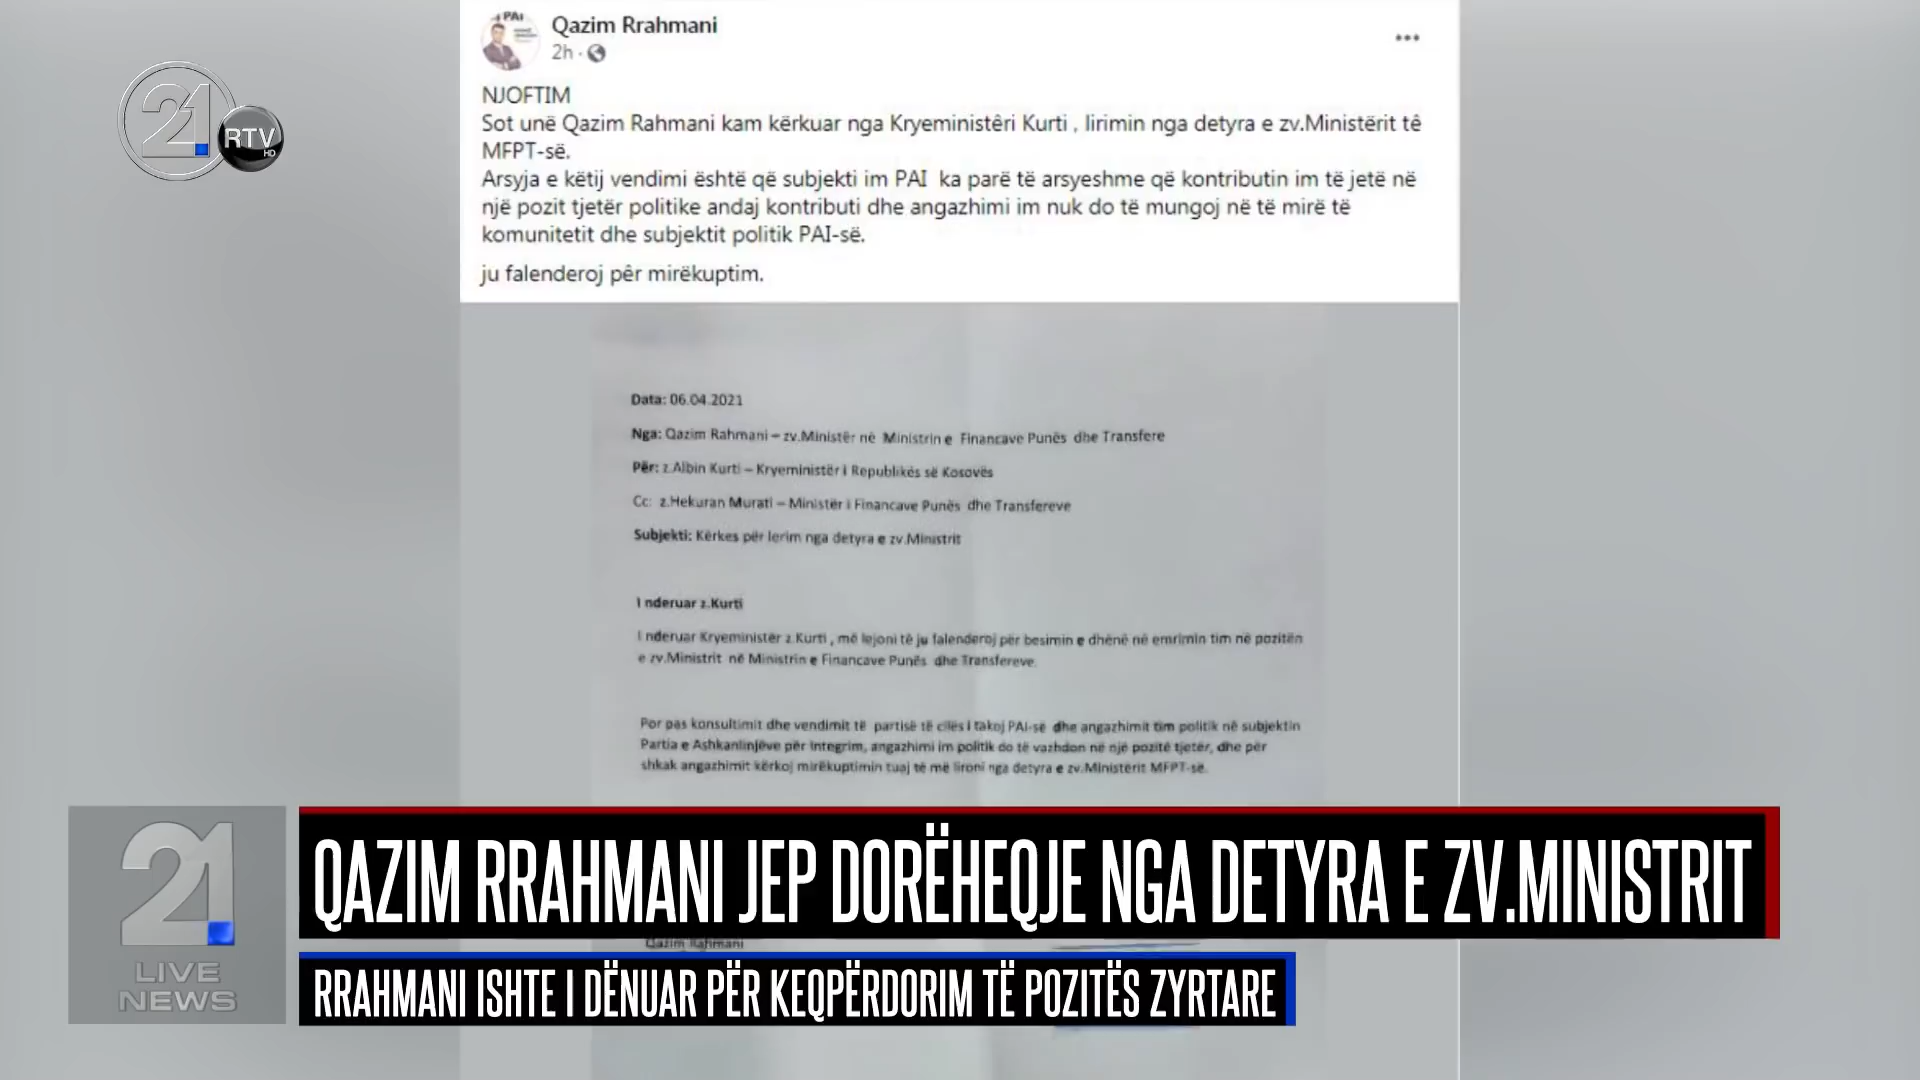 Qazim Rrahmani
2h
NJOFTIM
Sot unë Qazim Rahmani kam kërkuar nga Kryeministêri Kurti , lirimin nga detyra e zv.Ministërit tê
MFPT-së.
Arsyja e këtij vendimi është që subjekti im PAI ka parë të arsyeshme që kontributin im të jetë në
një pozit tjetër politike andaj kontributi dhe angazhimi im nuk do të mungoj në të mirë të
komunitetit dhe subjektit politik PAI-së.
ju falenderoj pêr mirëkuptim.
21
RTV
HD
Data: 06.04.2021
Nga: Qazim Rahmani – zv.Ministër në Ministrin e Financave Punës dhe Transfere
Për: z.Albin Kurti – Kryeministër i Republikës së Kosovës
Cc: z.Hekuran Murati – Ministër i Financave Punës dhe Transfereve
Subjekti: Kërkes për lerim nga detyra e zv.Ministrit
I nderuar z.Kurti
I nderuar Kryeministër z.Kurti , më lejoni të ju falenderoj për besimin e dhënë në emrimin tim në pozitën
e zv.Ministrit në Ministrin e Financave Punës dhe Transfereve.
Por pas konsultimit dhe vendimit të partisë të cilës i takoj PAI-së dhe angazhimit tim politik në subjektin
Partia e Ashkanlinjëve për Integrim, angazhimi im politik do të vazhdon në një pozitë tjetër, dhe për
shkak angazhimit kërkoj mirëkuptimin tuaj të më lironi nga detyra e zv.Ministërit MFPT-së.
QAZIM RRAHMANI JEP DORËHEQJE NGA DETYRA E ZV.MINISTRIT
Qazim Rahmani
21
LIVE
NEWS
RRAHMANI ISHTE I DËNUAR PËR KEQPËRDORIM TË POZITËS ZYRTARE